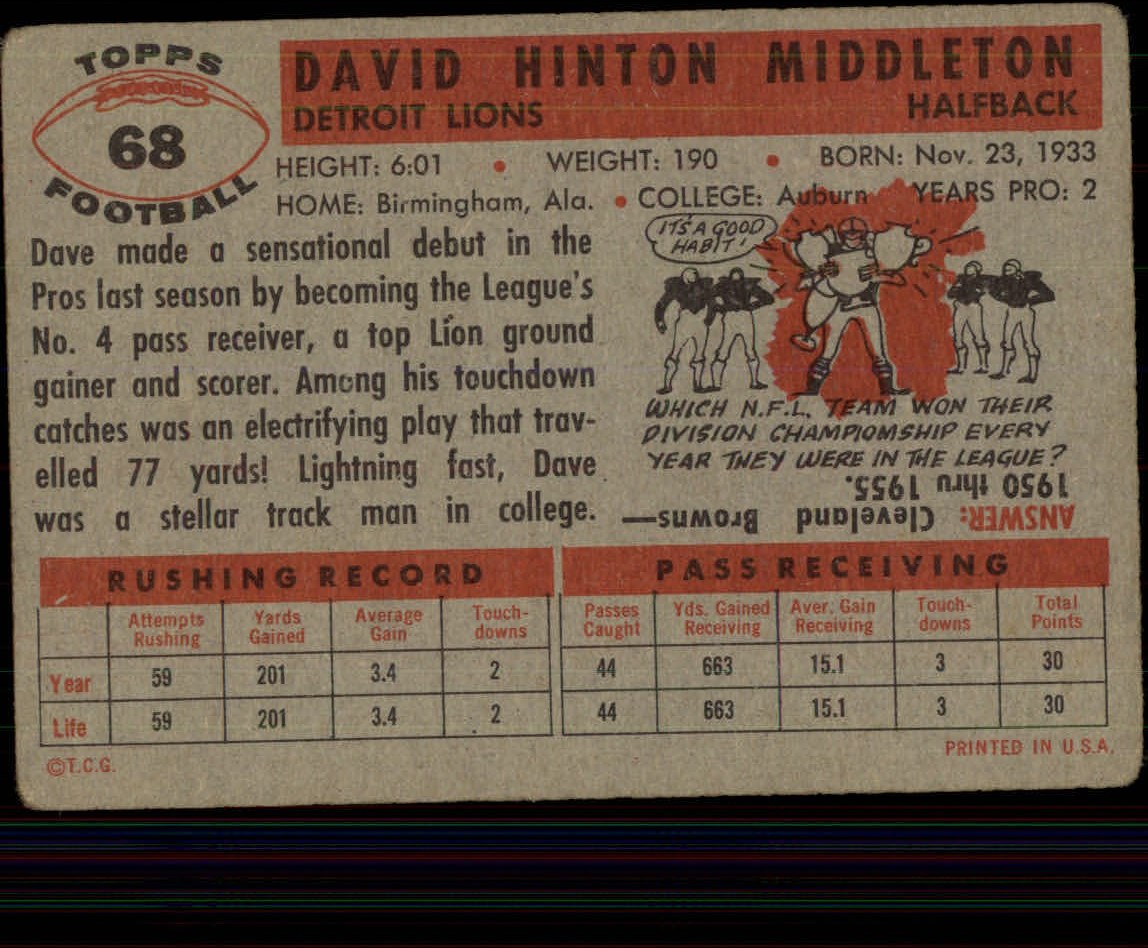 TOPPS
68
FOOTBALL
DAVID HINTON MIDDLETON
DETROIT LIONS HALFBACK
HEIGHT: 6:01 • WEIGHT: 190 • BORN: Nov. 23, 1933
HOME: Birmingham, Ala. • COLLEGE: Auburn YEARS PRO: 2
Dave made a sensational debut in the
Pros last season by becoming the League's
No. 4 pass receiver, a top Lion ground
gainer and scorer. Among his touchdown
catches was an electrifying play that trav-
elled 77 yards! Lightning fast, Dave
was a stellar track man in college.
IT'S A GOOD
HABIT!
WHICH N.F.L. TEAM WON THEIR
DIVISION CHAMPIOMSHIP EVERY
YEAR THEY WERE IN THE LEAGUE?
ANSWER: Cleveland Browns—
1950 thru 1955.
RUSHING RECORD
Attempts Rushing Yards Gained Average Gain Touch-downs
Year 59 201 3.4 2
Life 59 201 3.4 2
PASS RECEIVING
Passes Caught Yds. Gained Receiving Aver. Gain Receiving Touch-downs Total Points
44 663 15.1 3 30
44 663 15.1 3 30
©T.C.G.
PRINTED IN U.S.A.